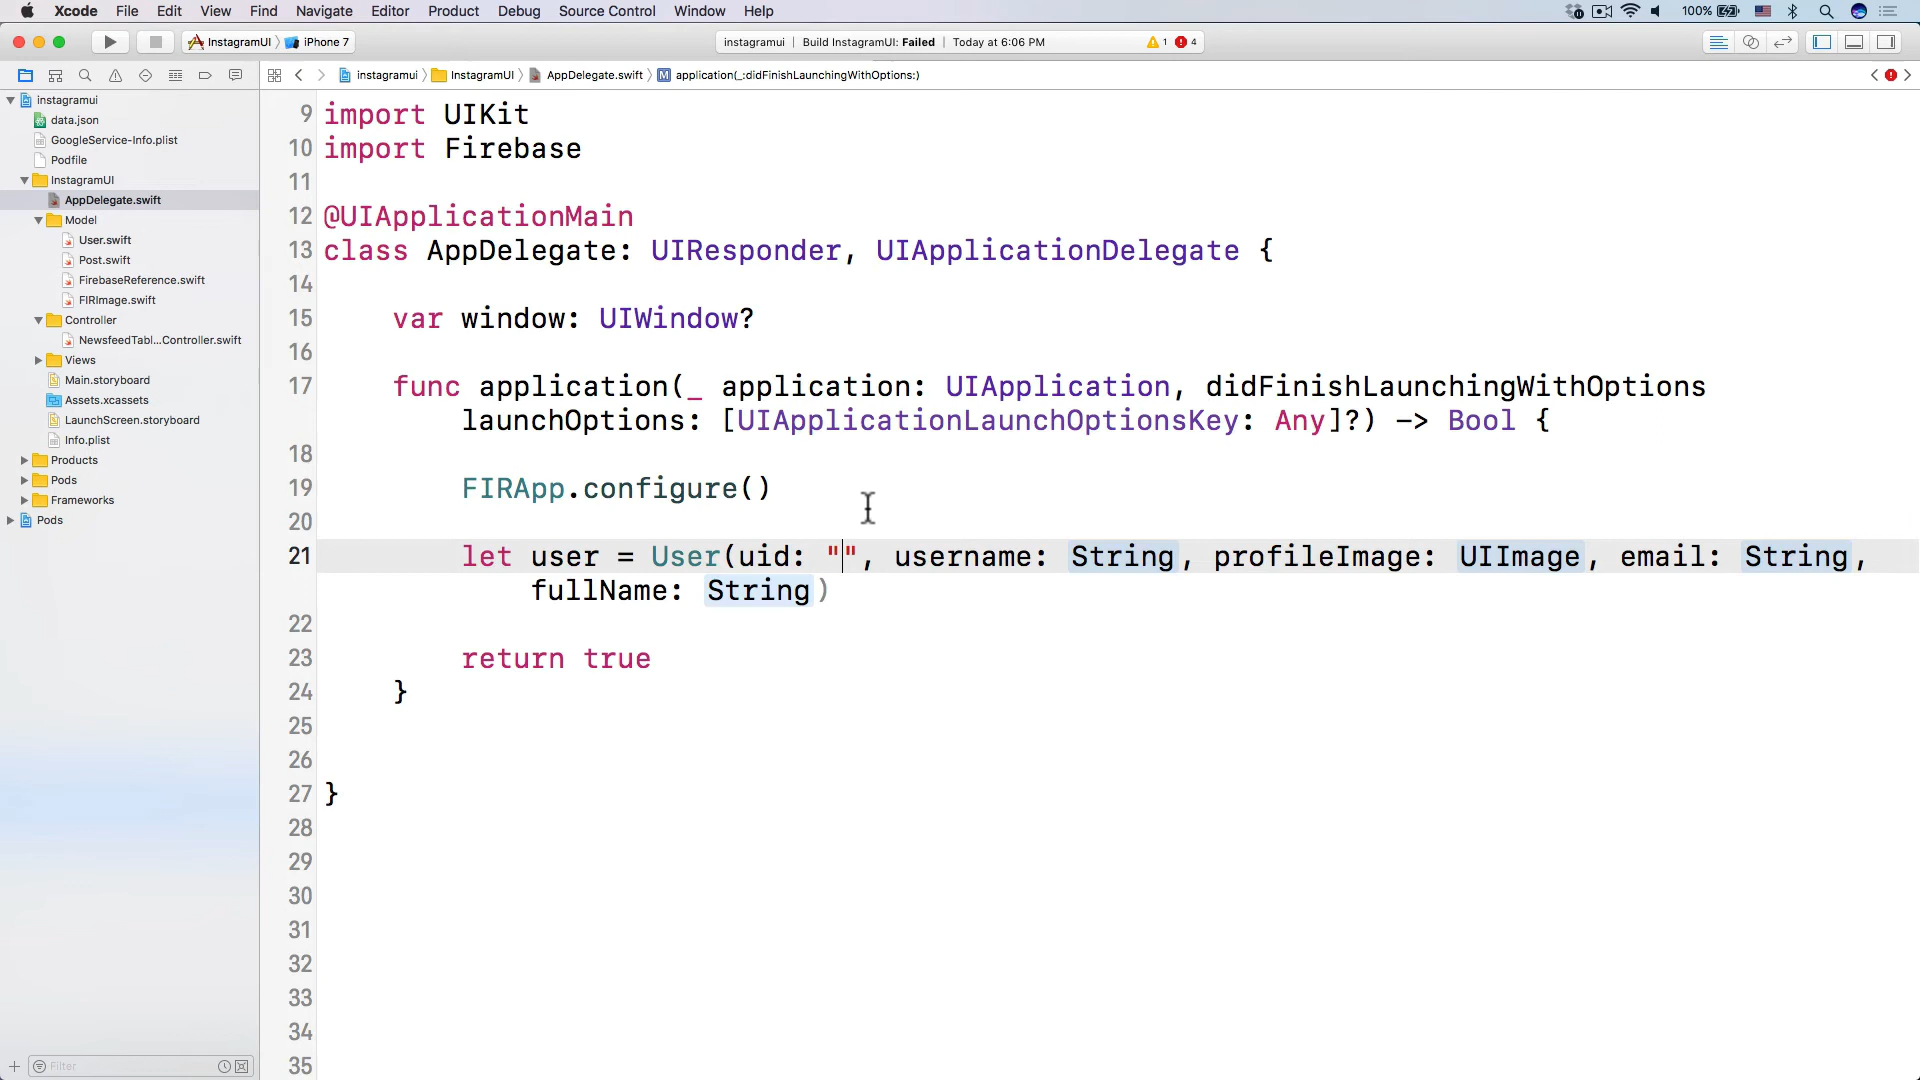 Xcode File Edit View Find Navigate Editor Product Debug Source Control Window Help 100%
InstagramUI iPhone 7 instagramui Build InstagramUI: Failed Today at 6:06 PM 1 4
instagramui InstagramUI AppDelegate.swift M application(_:didFinishLaunchingWithOptions:)
instagramui
data.json
GoogleService-Info.plist
Podfile
InstagramUI
AppDelegate.swift
Model
User.swift
Post.swift
FirebaseReference.swift
FIRImage.swift
Controller
NewsfeedTabl...Controller.swift
Views
Main.storyboard
Assets.xcassets
LaunchScreen.storyboard
Info.plist
Products
Pods
Frameworks
Pods
Filter
9 import UIKit
10 import Firebase
11
12 @UIApplicationMain
13 class AppDelegate: UIResponder, UIApplicationDelegate {
14
15 var window: UIWindow?
16
17 func application(_ application: UIApplication, didFinishLaunchingWithOptions
launchOptions: [UIApplicationLaunchOptionsKey: Any]?) -> Bool {
18
19 FIRApp.configure()
20
21 let user = User(uid: "", username: String, profileImage: UIImage, email: String,
fullName: String)
22
23 return true
24 }
25
26
27 }
28
29
30
31
32
33
34
35